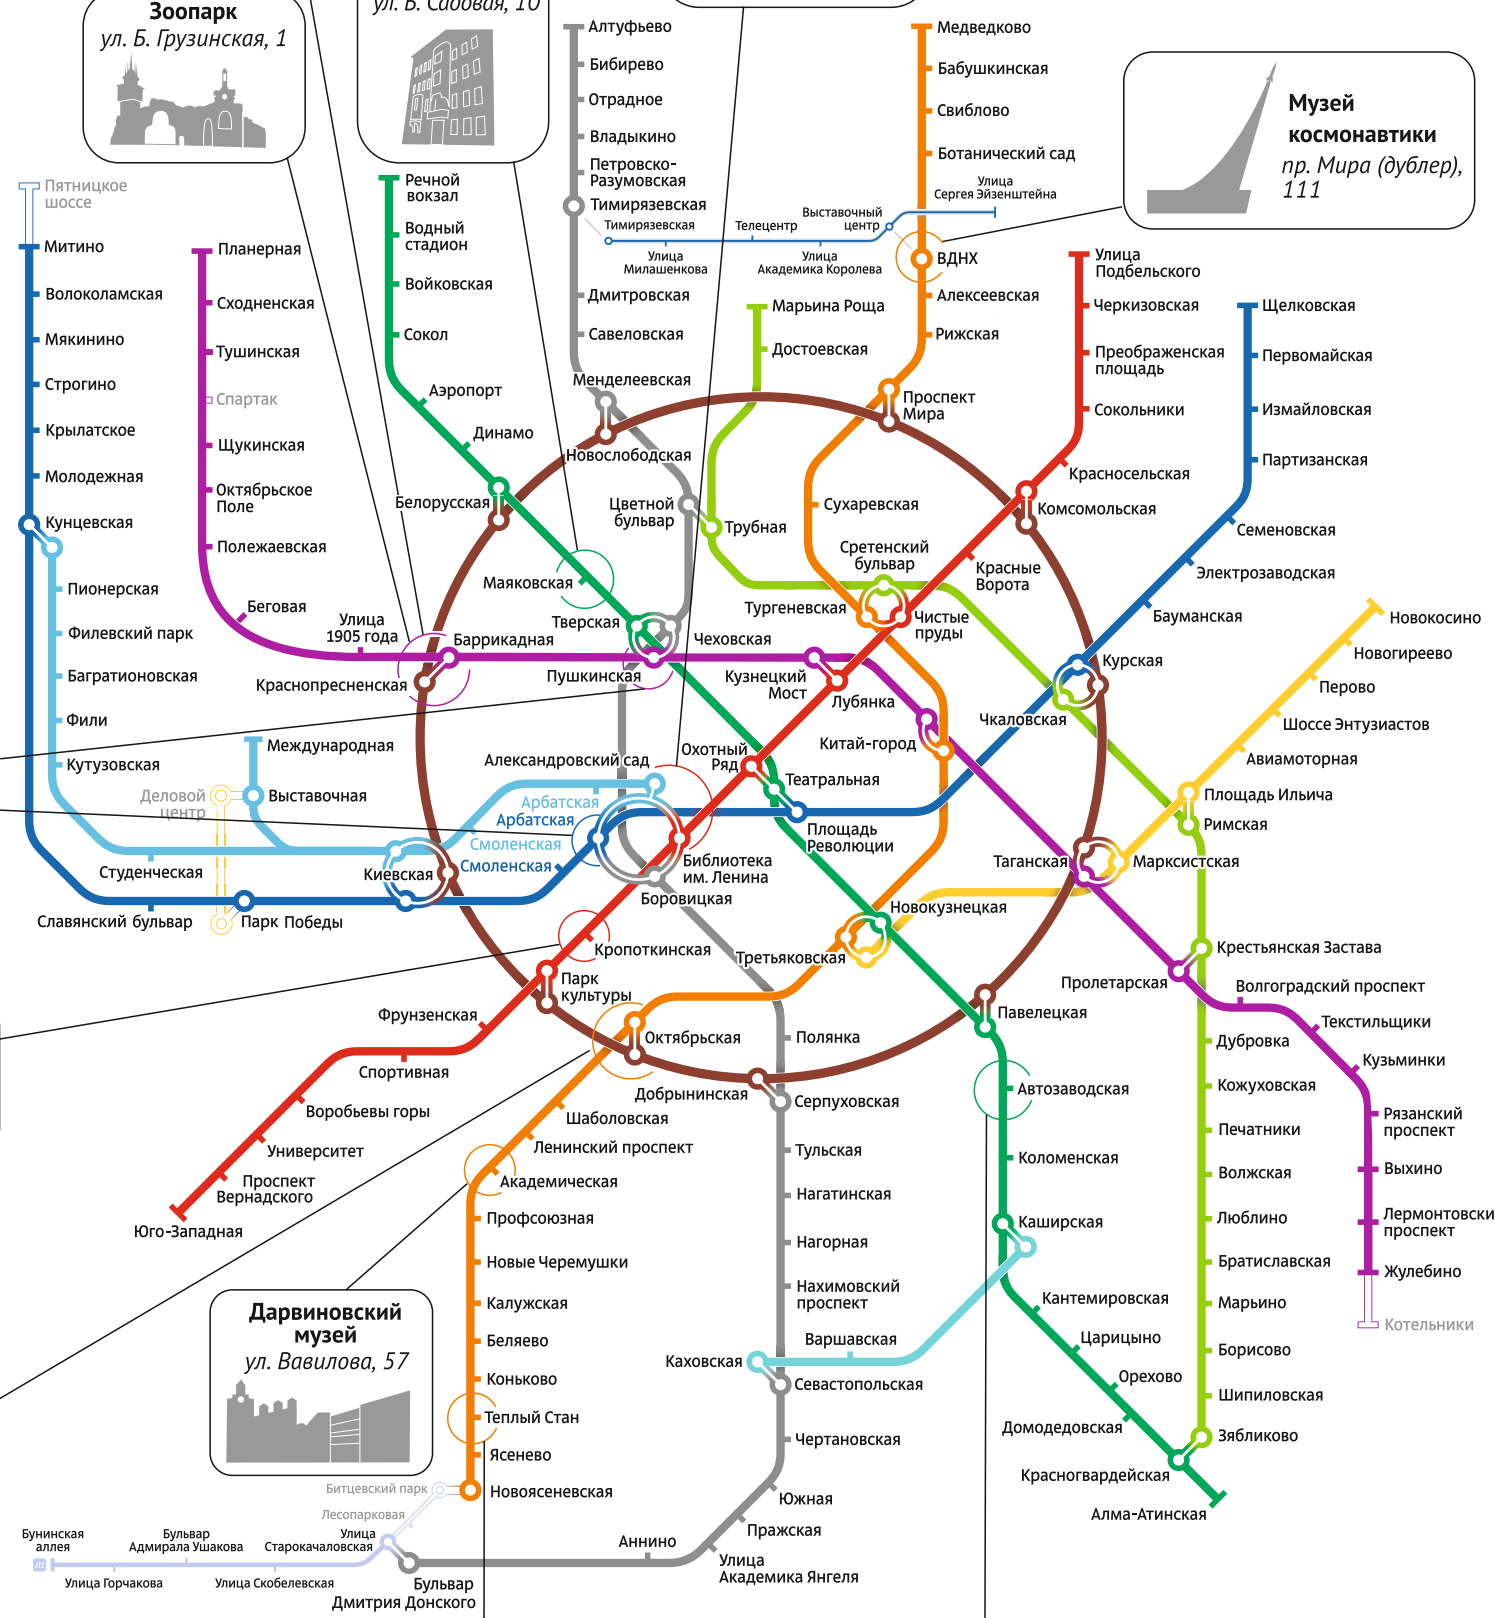 Зоопарк
ул. Б. Грузинская, 1
ул. Б. Садовая, 10
Музей
космонавтики
пр. Мира (дублер),
111
Дарвиновский
музей
ул. Вавилова, 57
Пятницкое
шоссе
Митино
Волоколамская
Мякинино
Строгино
Крылатское
Молодежная
Кунцевская
Пионерская
Филевский парк
Багратионовская
Фили
Кутузовская
Студенческая
Славянский бульвар
Парк Победы
Деловой
центр
Международная
Выставочная
Киевская
Смоленская
Смоленская
Арбатская
Арбатская
Александровский сад
Планерная
Сходненская
Тушинская
Спартак
Щукинская
Октябрьское
Поле
Полежаевская
Беговая
Улица
1905 года
Баррикадная
Краснопресненская
Пушкинская
Кузнецкий
Мост
Китай-город
Речной
вокзал
Водный
стадион
Войковская
Сокол
Аэропорт
Динамо
Белорусская
Маяковская
Тверская
Чеховская
Театральная
Площадь
Революции
Охотный
Ряд
Лубянка
Алтуфьево
Бибирево
Отрадное
Владыкино
Петровско-
Разумовская
Тимирязевская
Дмитровская
Савеловская
Менделеевская
Новослободская
Цветной
бульвар
Трубная
Тимирязевская
Улица
Милашенкова
Телецентр
Улица
Академика Королева
Выставочный
центр
Улица
Сергея Эйзенштейна
Медведково
Бабушкинская
Свиблово
Ботанический сад
ВДНХ
Алексеевская
Рижская
Проспект
Мира
Сухаревская
Марьина Роща
Достоевская
Сретенский
бульвар
Тургеневская
Чистые
пруды
Красные
Ворота
Комсомольская
Красносельская
Сокольники
Преображенская
площадь
Черкизовская
Улица
Подбельского
Щелковская
Первомайская
Измайловская
Партизанская
Семеновская
Электрозаводская
Бауманская
Курская
Чкаловская
Новокосино
Новогиреево
Перово
Шоссе Энтузиастов
Авиамоторная
Площадь Ильича
Римская
Марксистская
Таганская
Новокузнецкая
Третьяковская
Библиотека
им. Ленина
Боровицкая
Кропоткинская
Парк
культуры
Фрунзенская
Спортивная
Воробьевы горы
Университет
Проспект
Вернадского
Юго-Западная
Октябрьская
Добрынинская
Серпуховская
Полянка
Павелецкая
Шаболовская
Ленинский проспект
Академическая
Профсоюзная
Новые Черемушки
Калужская
Беляево
Коньково
Теплый Стан
Ясенево
Новоясеневская
Битцевский парк
Лесопарковая
Улица
Старокачаловская
Бунинская
аллея
Улица Горчакова
Бульвар
Адмирала Ушакова
Улица Скобелевская
Бульвар
Дмитрия Донского
Аннино
Улица
Академика Янгеля
Пражская
Южная
Чертановская
Севастопольская
Каховская
Варшавская
Нахимовский
проспект
Нагорная
Нагатинская
Тульская
Автозаводская
Коломенская
Каширская
Кантемировская
Царицыно
Орехово
Домодедовская
Красногвардейская
Алма-Атинская
Крестьянская Застава
Пролетарская
Волгоградский проспект
Текстильщики
Кузьминки
Рязанский
проспект
Выхино
Лермонтовски
проспект
Жулебино
Котельники
Дубровка
Кожуховская
Печатники
Волжская
Люблино
Братиславская
Марьино
Борисово
Шипиловская
Зябликово